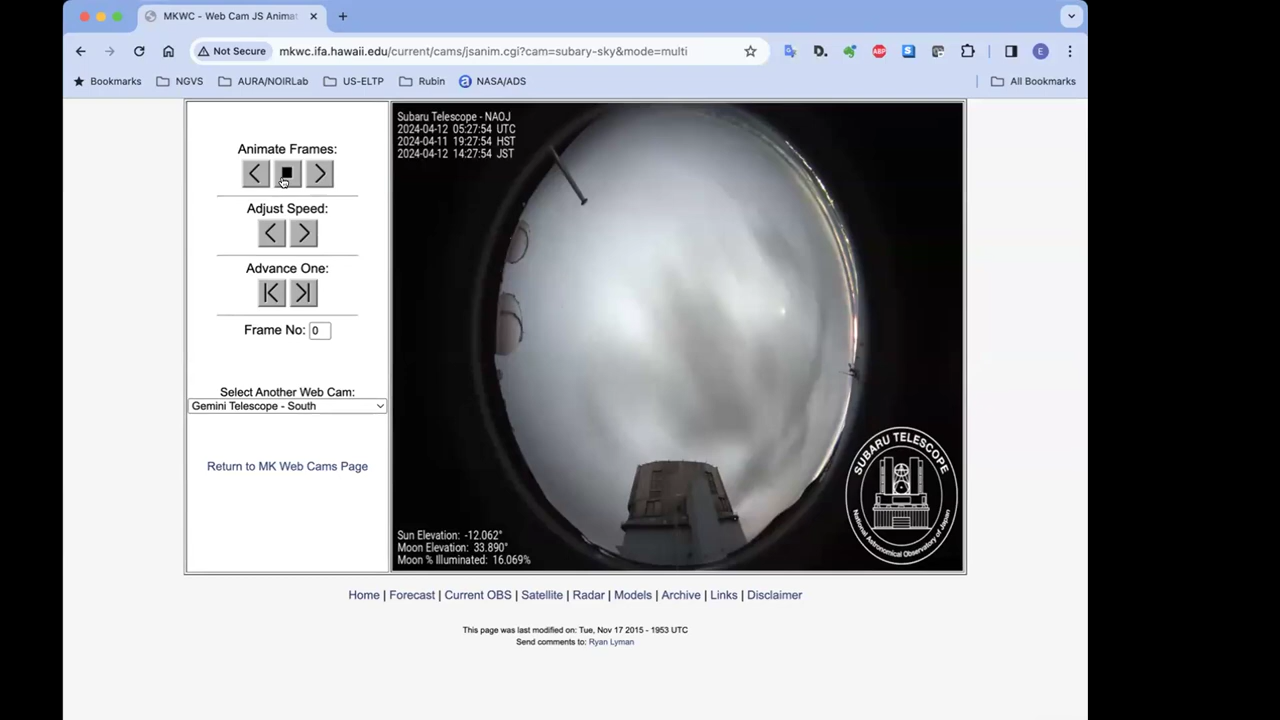 MKWC - Web Cam JS Animat
Not Secure
mkwc.ifa.hawaii.edu/current/cams/jsanim.cgi?cam=subary-sky&mode=multi
Bookmarks
NGVS
AURA/NOIRLab
US-ELTP
Rubin
NASA/ADS
All Bookmarks
Animate Frames:
Adjust Speed:
Advance One:
Frame No: 0
Select Another Web Cam:
Gemini Telescope - South
Return to MK Web Cams Page
Subaru Telescope - NAOJ
2024-04-12 05:27:54 UTC
2024-04-11 19:27:54 HST
2024-04-12 14:27:54 JST
Sun Elevation: -12.062°
Moon Elevation: 33.890°
Moon % Illuminated: 16.069%
SUBARU TELESCOPE
National Astronomical Observatory of Japan
Home | Forecast | Current OBS | Satellite | Radar | Models | Archive | Links | Disclaimer
This page was last modified on: Tue, Nov 17 2015 - 1953 UTC
Send comments to: Ryan Lyman